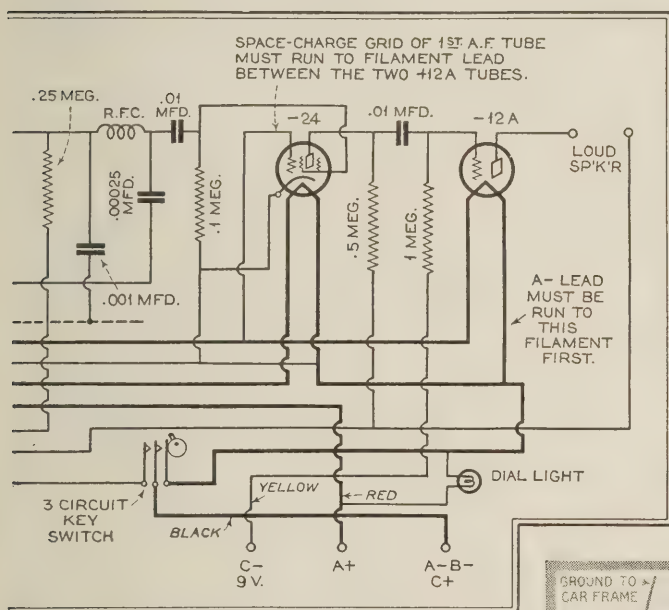 SPACE-CHARGE GRID OF 1ST. A.F. TUBE
MUST RUN TO FILAMENT LEAD
BETWEEN THE TWO +12A TUBES.
.25 MEG.
R.F.C.
.01
MFD.
-24
.01 MFD.
-12A
LOUD
SP'K'R
.00025
MFD.
.1 MEG.
.5 MEG.
1 MEG.
.001 MFD.
A- LEAD
MUST BE
RUN TO
THIS
FILAMENT
FIRST.
3 CIRCUIT
KEY
SWITCH
YELLOW
RED
BLACK
DIAL LIGHT
C-
9 V.
A+
A-B-
C+
GROUND TO
CAR FRAME